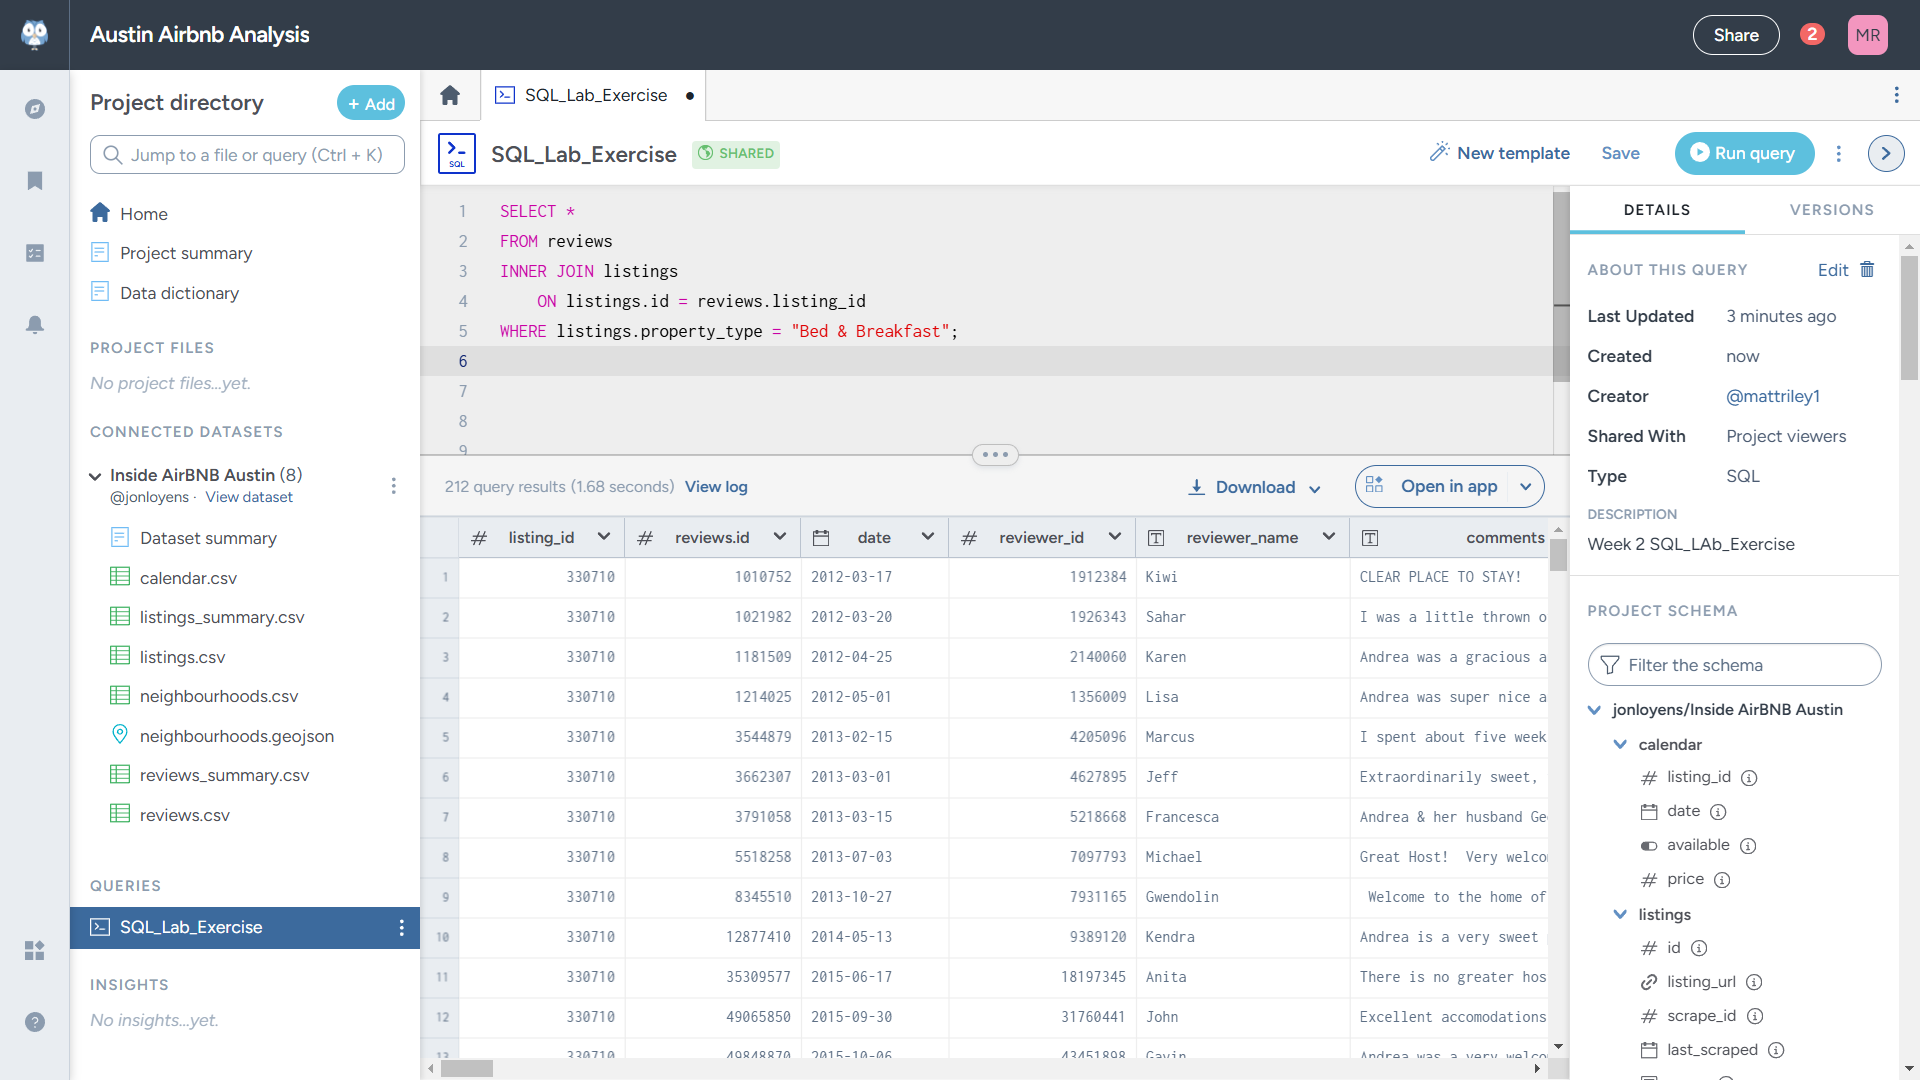 Austin Airbnb Analysis
Share
2
MR
Project directory
+ Add
Jump to a file or query (Ctrl + K)
Home
Project summary
Data dictionary
PROJECT FILES
No project files...yet.
CONNECTED DATASETS
Inside AirBNB Austin (8)
@jonloyens · View dataset
Dataset summary
calendar.csv
listings_summary.csv
listings.csv
neighbourhoods.csv
neighbourhoods.geojson
reviews_summary.csv
reviews.csv
QUERIES
SQL_Lab_Exercise
INSIGHTS
No insights...yet.
SQL_Lab_Exercise
SQL
SQL_Lab_Exercise
SHARED
New template
Save
Run query
1 SELECT *
2 FROM reviews
3 INNER JOIN listings
4 ON listings.id = reviews.listing_id
5 WHERE listings.property_type = "Bed & Breakfast";
6
7
8
9
212 query results (1.68 seconds) View log
Download
Open in app
listing_id reviews.id date reviewer_id reviewer_name comments
1 330710 1010752 2012-03-17 1912384 Kiwi CLEAR PLACE TO STAY!
2 330710 1021982 2012-03-20 1926343 Sahar I was a little thrown o
3 330710 1181509 2012-04-25 2140060 Karen Andrea was a gracious a
4 330710 1214025 2012-05-01 1356009 Lisa Andrea was super nice a
5 330710 3544879 2013-02-15 4205096 Marcus I spent about five week
6 330710 3662307 2013-03-01 4627895 Jeff Extraordinarily sweet,
7 330710 3791058 2013-03-15 5218668 Francesca Andrea & her husband Ge
8 330710 5518258 2013-07-03 7097793 Michael Great Host! Very welco
9 330710 8345510 2013-10-27 7931165 Gwendolin Welcome to the home of
10 330710 12877410 2014-05-13 9389120 Kendra Andrea is a very sweet
11 330710 35309577 2015-06-17 18197345 Anita There is no greater hos
12 330710 49065850 2015-09-30 31760441 John Excellent accomodations
13 330710 49848870 2015-10-06 43451898 Gavin Andrea was a very welco
DETAILS
VERSIONS
ABOUT THIS QUERY
Edit
Last Updated 3 minutes ago
Created now
Creator @mattriley1
Shared With Project viewers
Type SQL
DESCRIPTION
Week 2 SQL_LAb_Exercise
PROJECT SCHEMA
Filter the schema
jonloyens/Inside AirBNB Austin
calendar
listing_id
date
available
price
listings
id
listing_url
scrape_id
last_scraped